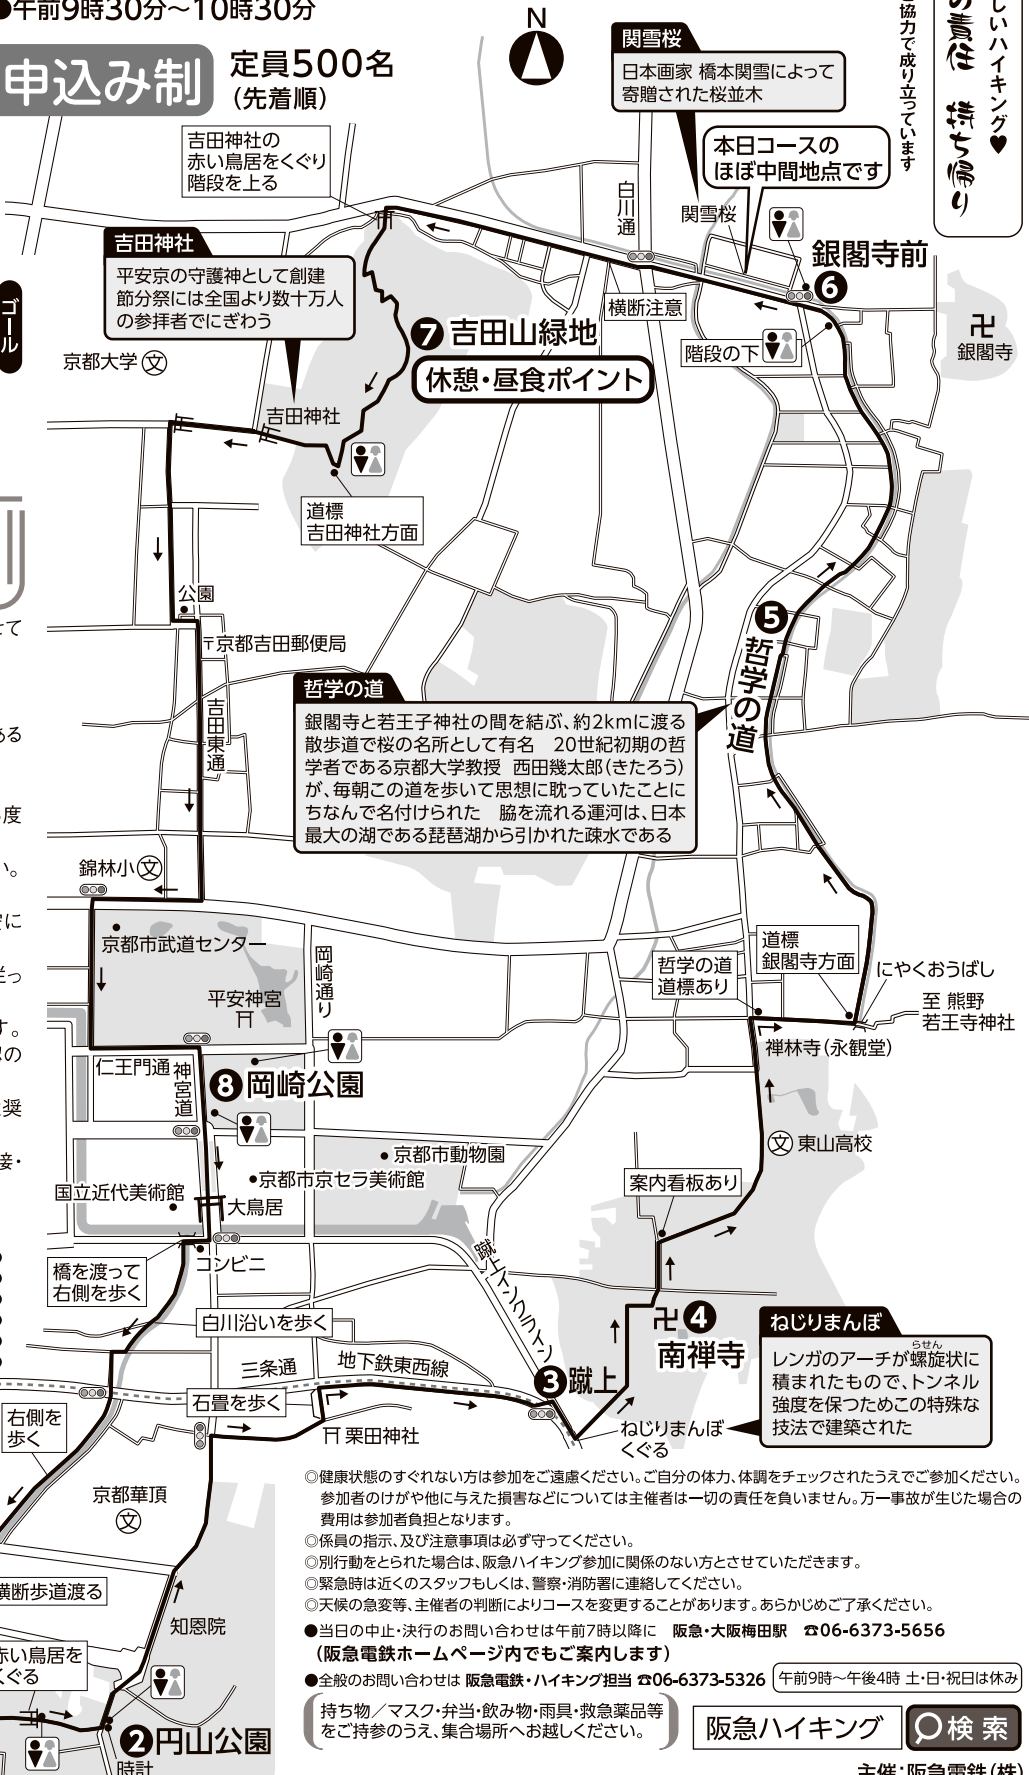 ●午前9時30分~10時30分
申込み制
定員500名
(先着順)
N
しいハイキング♥
の責任 持ち帰り
協力で成り立っています
関雪桜
日本画家 橋本関雪によって
寄贈された桜並木
本日コースの
ほぼ中間地点です
吉田神社の
赤い鳥居をくぐり
階段を上る
白川通
関雪桜
銀閣寺前
❻
吉田神社
平安京の守護神として創建
節分祭には全国より数十万人
の参拝者でにぎわう
ゴール
横断注意
❼吉田山緑地
休憩・昼食ポイント
階段の下
卍
銀閣寺
京都大学 文
吉田神社
道標
吉田神社方面
公園
〒京都吉田郵便局
吉田東通
て
ある
度
い。
に
従っ
す。
の
奨
接・
❺哲学の道
哲学の道
銀閣寺と若王子神社の間を結ぶ、約2kmに渡る
散歩道で桜の名所として有名 20世紀初期の哲
学者である京都大学教授 西田幾太郎(きたろう)
が、毎朝この道を歩いて思想に耽っていたことに
ちなんで名付けられた 脇を流れる運河は、日本
最大の湖である琵琶湖から引かれた疎水である
錦林小 文
京都市武道センター
平安神宮
岡崎通り
哲学の道
道標あり
道標
銀閣寺方面
にやくおうばし
至 熊野
若王寺神社
禅林寺(永観堂)
仁王門通
神宮道
❽岡崎公園
文 東山高校
京都市動物園
京都市京セラ美術館
国立近代美術館
大鳥居
案内看板あり
コンビニ
橋を渡って
右側を歩く
蹴上インクライン
白川沿いを歩く
卍❹
南禅寺
三条通
地下鉄東西線
❸蹴上
石畳を歩く
ねじりまんぼ
レンガのアーチが螺旋状に
らせん
積まれたもので、トンネル
強度を保つためこの特殊な
技法で建築された
右側を
歩く
栗田神社
ねじりまんぼ
くぐる
京都華頂
文
横断歩道渡る
知恩院
赤い鳥居を
くぐる
❷円山公園
時計
◎健康状態のすぐれない方は参加をご遠慮ください。ご自分の体力、体調をチェックされたうえでご参加ください。
参加者のけがや他に与えた損害などについては主催者は一切の責任を負いません。万一事故が生じた場合の
費用は参加者負担となります。
◎係員の指示、及び注意事項は必ず守ってください。
◎別行動をとられた場合は、阪急ハイキング参加に関係のない方とさせていただきます。
◎緊急時は近くのスタッフもしくは、警察・消防署に連絡してください。
◎天候の急変等、主催者の判断によりコースを変更することがあります。あらかじめご了承ください。
●当日の中止・決行のお問い合わせは午前7時以降に 阪急・大阪梅田駅 ☎06-6373-5656
(阪急電鉄ホームページ内でもご案内します)
●全般のお問い合わせは 阪急電鉄・ハイキング担当 ☎06-6373-5326 午前9時~午後4時 土・日・祝日は休み
持ち物/マスク・弁当・飲み物・雨具・救急薬品等
をご持参のうえ、集合場所へお越しください。
阪急ハイキング 検索
主催:阪急電鉄(株)